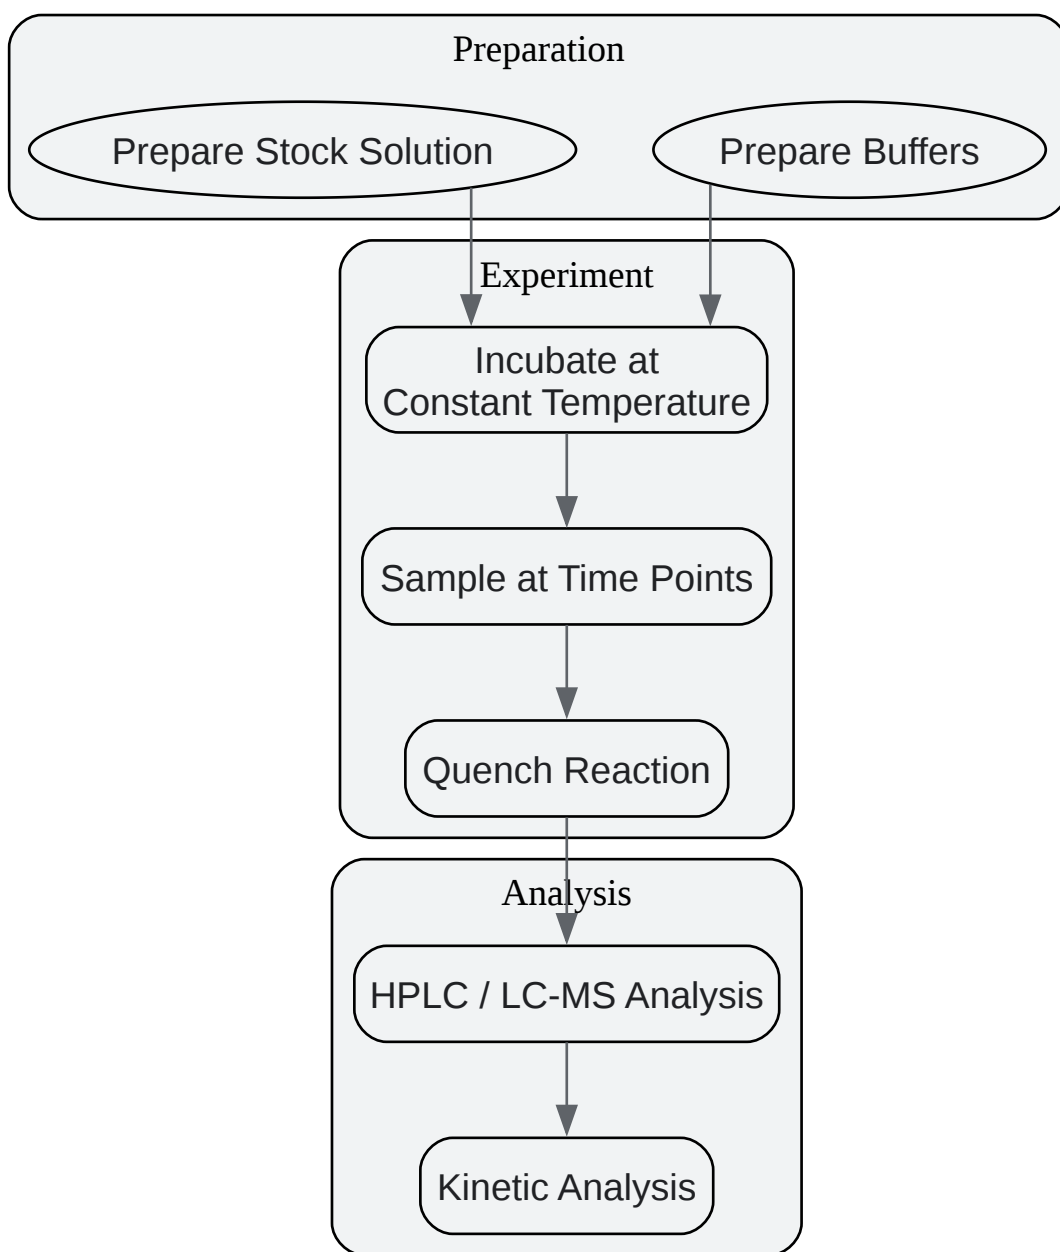 Preparation
Prepare Stock Solution
Prepare Buffers
Experiment
Incubate at
Constant Temperature
Sample at Time Points
Quench Reaction
Analysis
HPLC / LC-MS Analysis
Kinetic Analysis